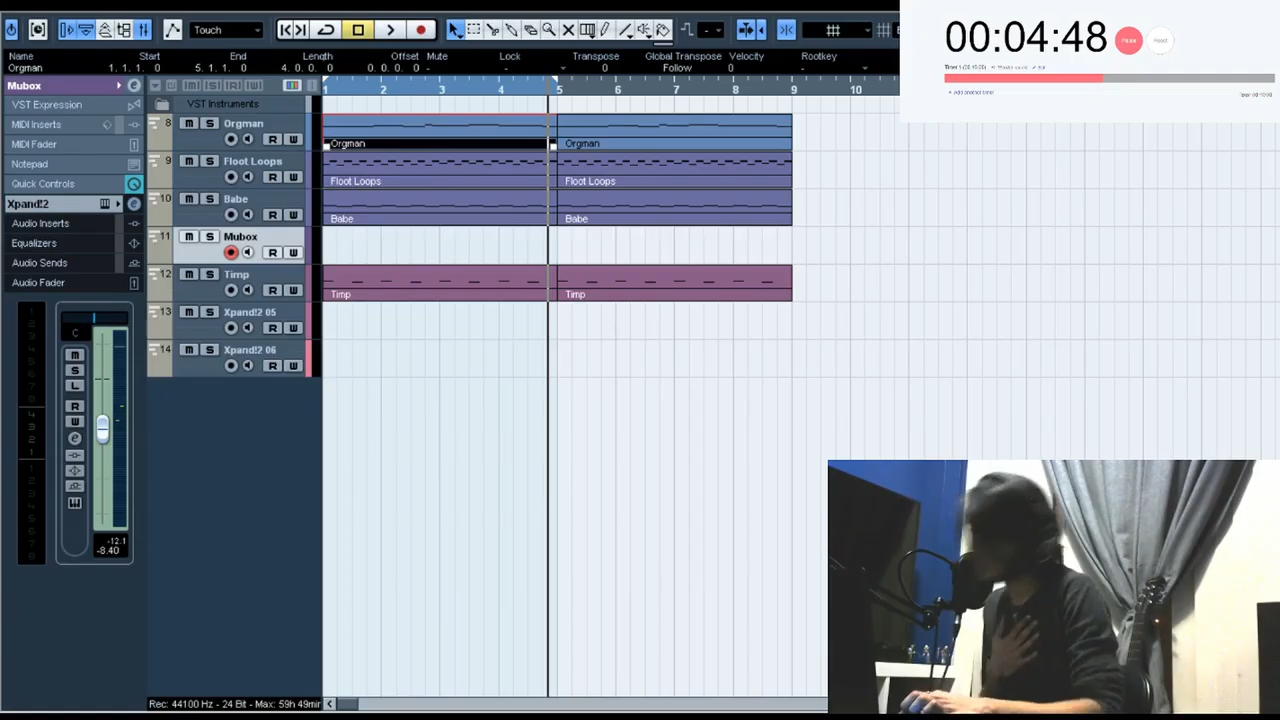 Touch
00:04:48
Pause
Reset
Name Start End Length Offset Mute Lock Transpose Global Transpose Velocity Rootkey
Orgman 1. 1. 1. 0 5. 1. 1. 0 4. 0. 0. 0 0. 0. 0. 0 - - 0 Follow 0 -
Mubox
1 2 3 4 5 6 7 8 9 10
VST Expression
VST Instruments
MIDI Inserts
8 M S Orgman
R W
Orgman Orgman
MIDI Fader
Notepad
9 M S Floot Loops
R W
Floot Loops Floot Loops
Quick Controls
Xpand!2
10 M S Babe
R W
Babe Babe
Audio Inserts
Equalizers
11 M S Mubox
R W
Audio Sends
Audio Fader
12 M S Timp
R W
Timp Timp
13 M S Xpand!2 05
R W
14 M S Xpand!2 06
R W
C
M
S
L
R
W
e
-12.1
-8.40
Rec: 44100 Hz - 24 Bit - Max: 59h 49mir